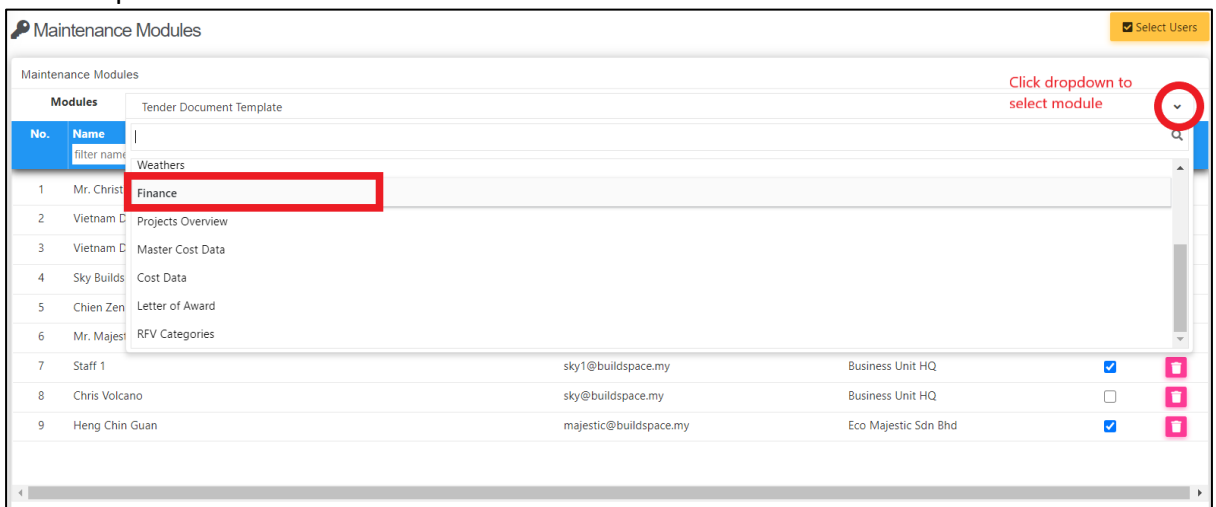 Maintenance Modules
Select Users
Maintenance Modules
Click dropdown to
select module
Modules
Tender Document Template
No.
Name
filter name
Weathers
1 Mr. Christ
Finance
2 Vietnam D
Projects Overview
3 Vietnam D
Master Cost Data
4 Sky Builds
Cost Data
5 Chien Zen
Letter of Award
6 Mr. Majest
RFV Categories
7 Staff 1 sky1@buildspace.my Business Unit HQ
8 Chris Volcano sky@buildspace.my Business Unit HQ
9 Heng Chin Guan majestic@buildspace.my Eco Majestic Sdn Bhd